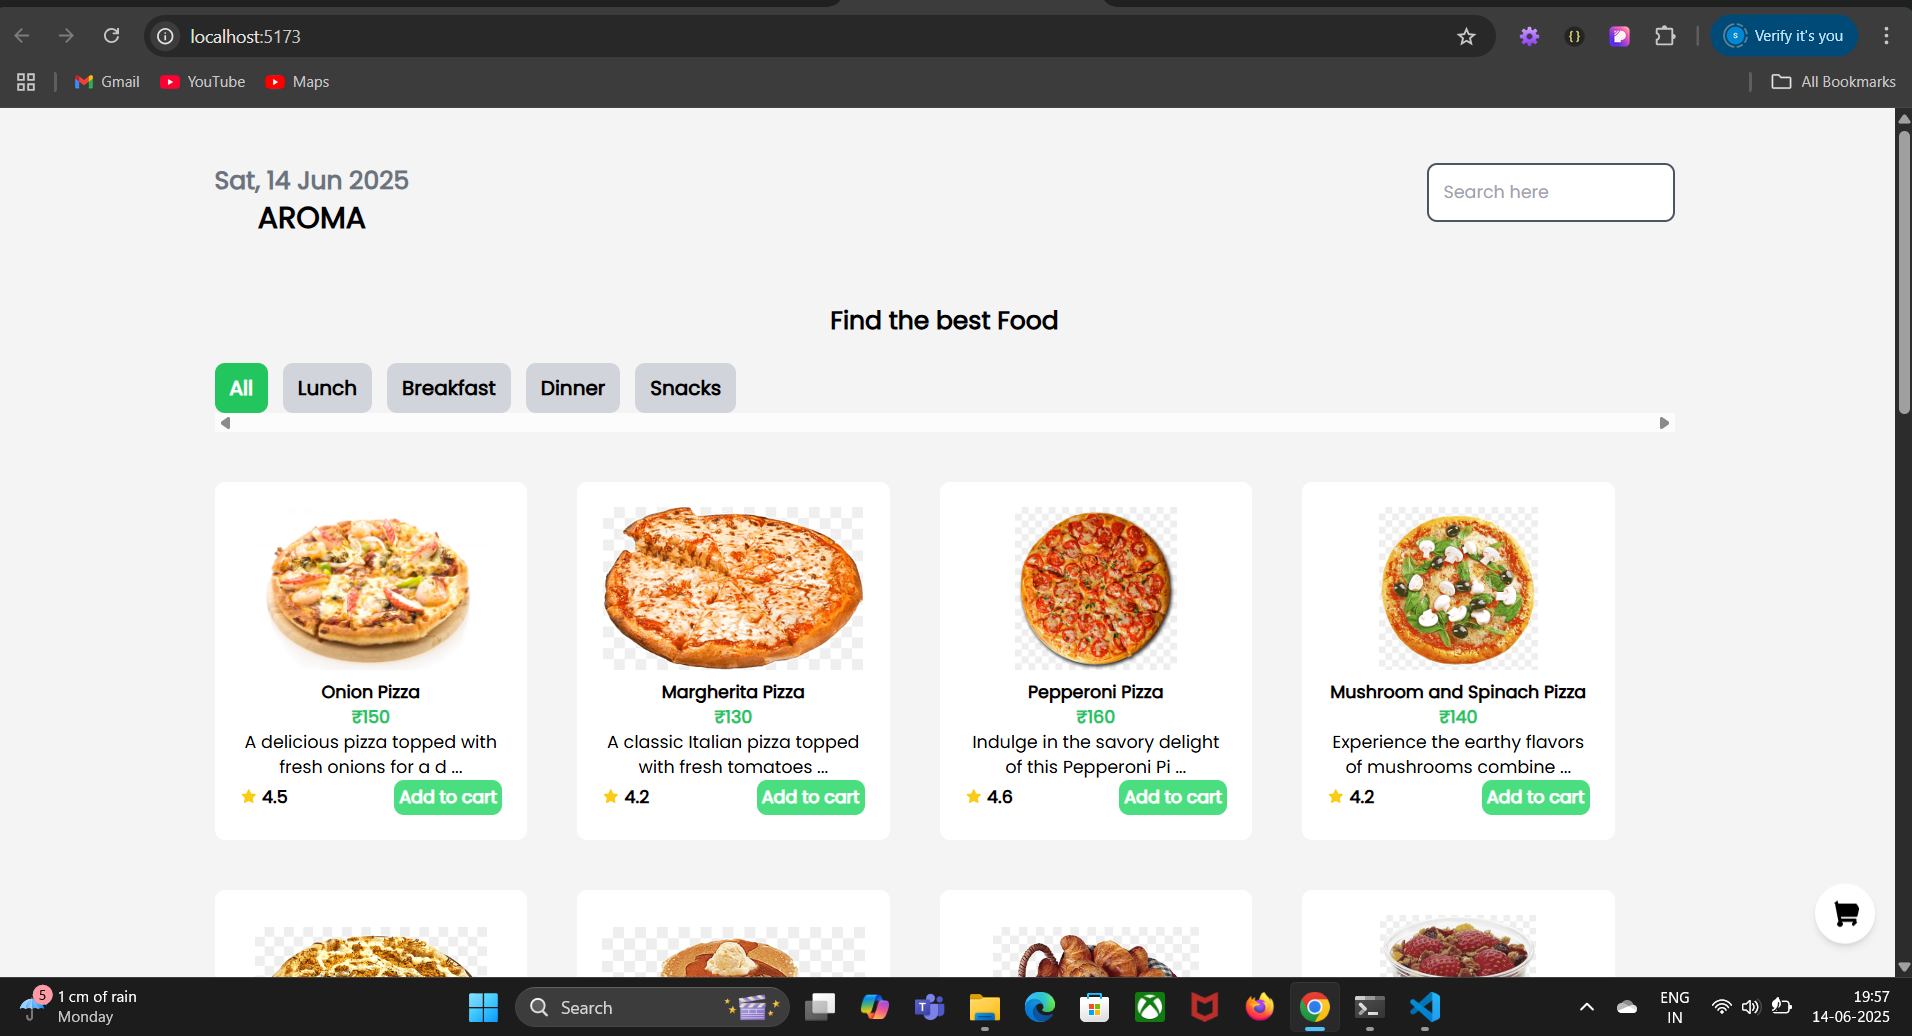 localhost:5173
Verify it's you
Gmail
YouTube
Maps
All Bookmarks
Sat, 14 Jun 2025
AROMA
Search here
Find the best Food
All
Lunch
Breakfast
Dinner
Snacks
Onion Pizza
₹150
A delicious pizza topped with
fresh onions for a d ...
4.5
Add to cart
Margherita Pizza
₹130
A classic Italian pizza topped
with fresh tomatoes ...
4.2
Add to cart
Pepperoni Pizza
₹160
Indulge in the savory delight
of this Pepperoni Pi ...
4.6
Add to cart
Mushroom and Spinach Pizza
₹140
Experience the earthy flavors
of mushrooms combine ...
4.2
Add to cart
5
1 cm of rain
Monday
Search
ENG
IN
19:57
14-06-2025